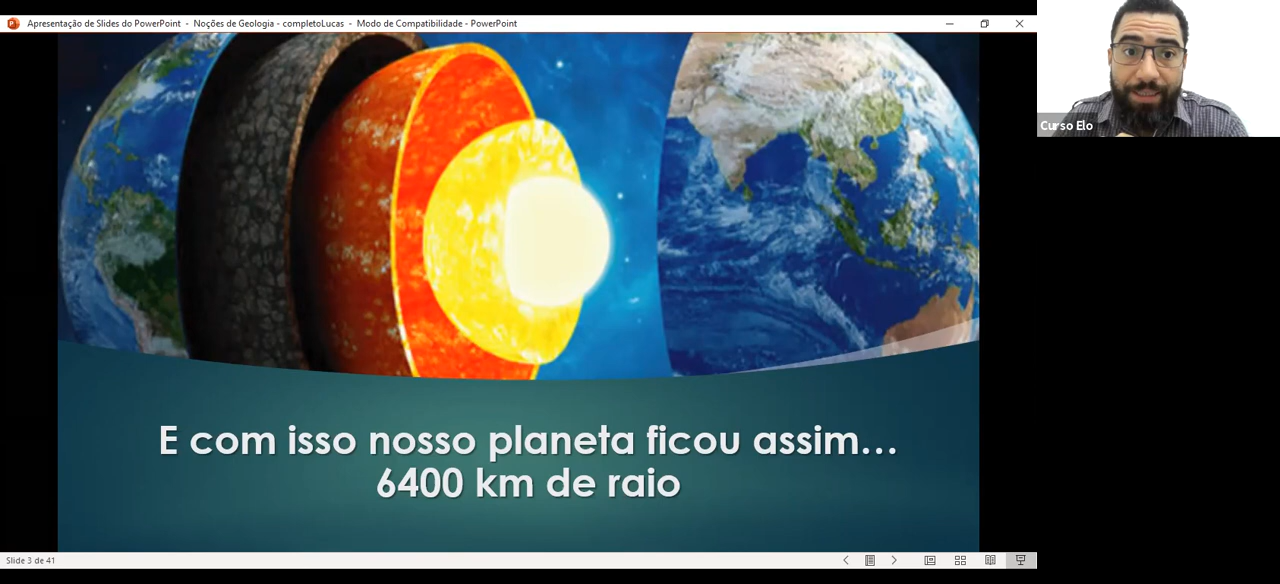 Apresentação de Slides do PowerPoint - Noções de Geologia - completoLucas - Modo de Compatibilidade - PowerPoint
Curso Elo
E com isso nosso planeta ficou assim...
6400 km de raio
Slide 3 de 41